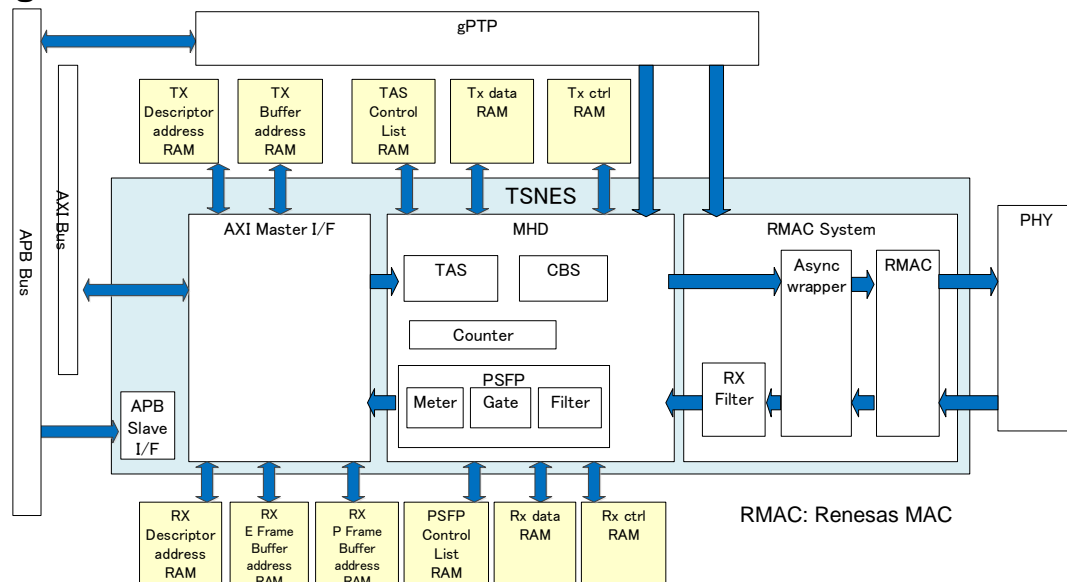 gPTP
APB Bus
AXI Bus
TX
Descriptor
address
RAM
TX
Buffer
address
RAM
TAS
Control
List
RAM
Tx data
RAM
Tx ctrl
RAM
TSNES
AXI Master I/F
MHD
RMAC System
PHY
TAS
CBS
Async
wrapper
RMAC
Counter
PSFP
Meter
Gate
Filter
RX
Filter
APB
Slave
I/F
RX
Descriptor
address
RAM
RX
E Frame
Buffer
address
RAM
RX
P Frame
Buffer
address
RAM
PSFP
Control
List
RAM
Rx data
RAM
Rx ctrl
RAM
RMAC: Renesas MAC